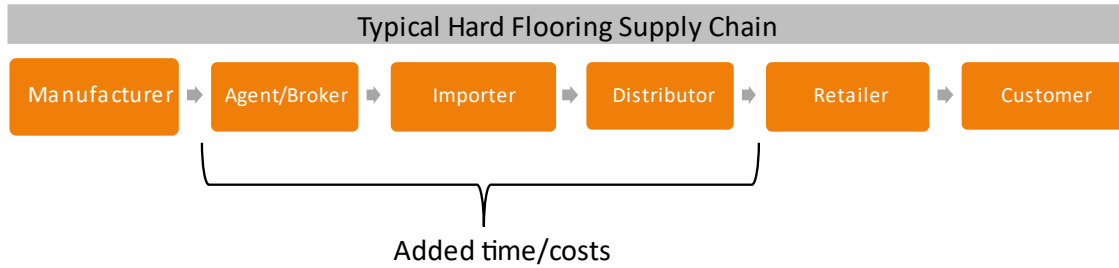 Typical Hard Flooring Supply Chain
Manufacturer
Agent/Broker
Importer
Distributor
Retailer
Customer
Added time/costs